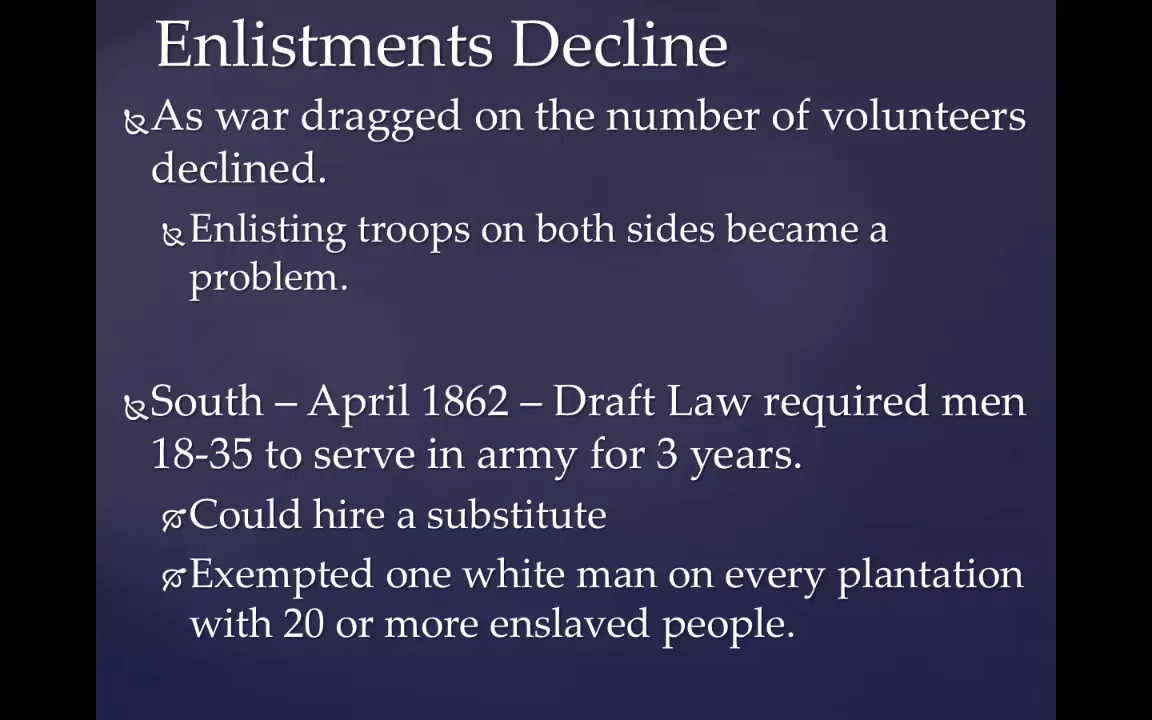 Enlistments Decline
As war dragged on the number of volunteers
declined.
Enlisting troops on both sides became a
problem.
South – April 1862 – Draft Law required men
18-35 to serve in army for 3 years.
Could hire a substitute
Exempted one white man on every plantation
with 20 or more enslaved people.